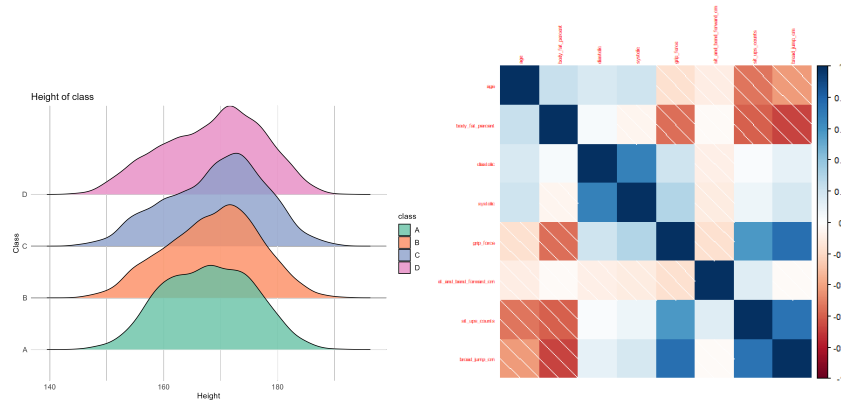 Height of class
D
C
B
A
Class
140
160
180
Height
class
A
B
C
D
age
body_fat_percent
diastolic
systolic
grip_force
sit_and_bend_forward_cm
sit_ups_counts
broad_jump_cm
age
body_fat_percent
diastolic
systolic
grip_force
sit_and_bend_forward_cm
sit_ups_counts
broad_jump_cm